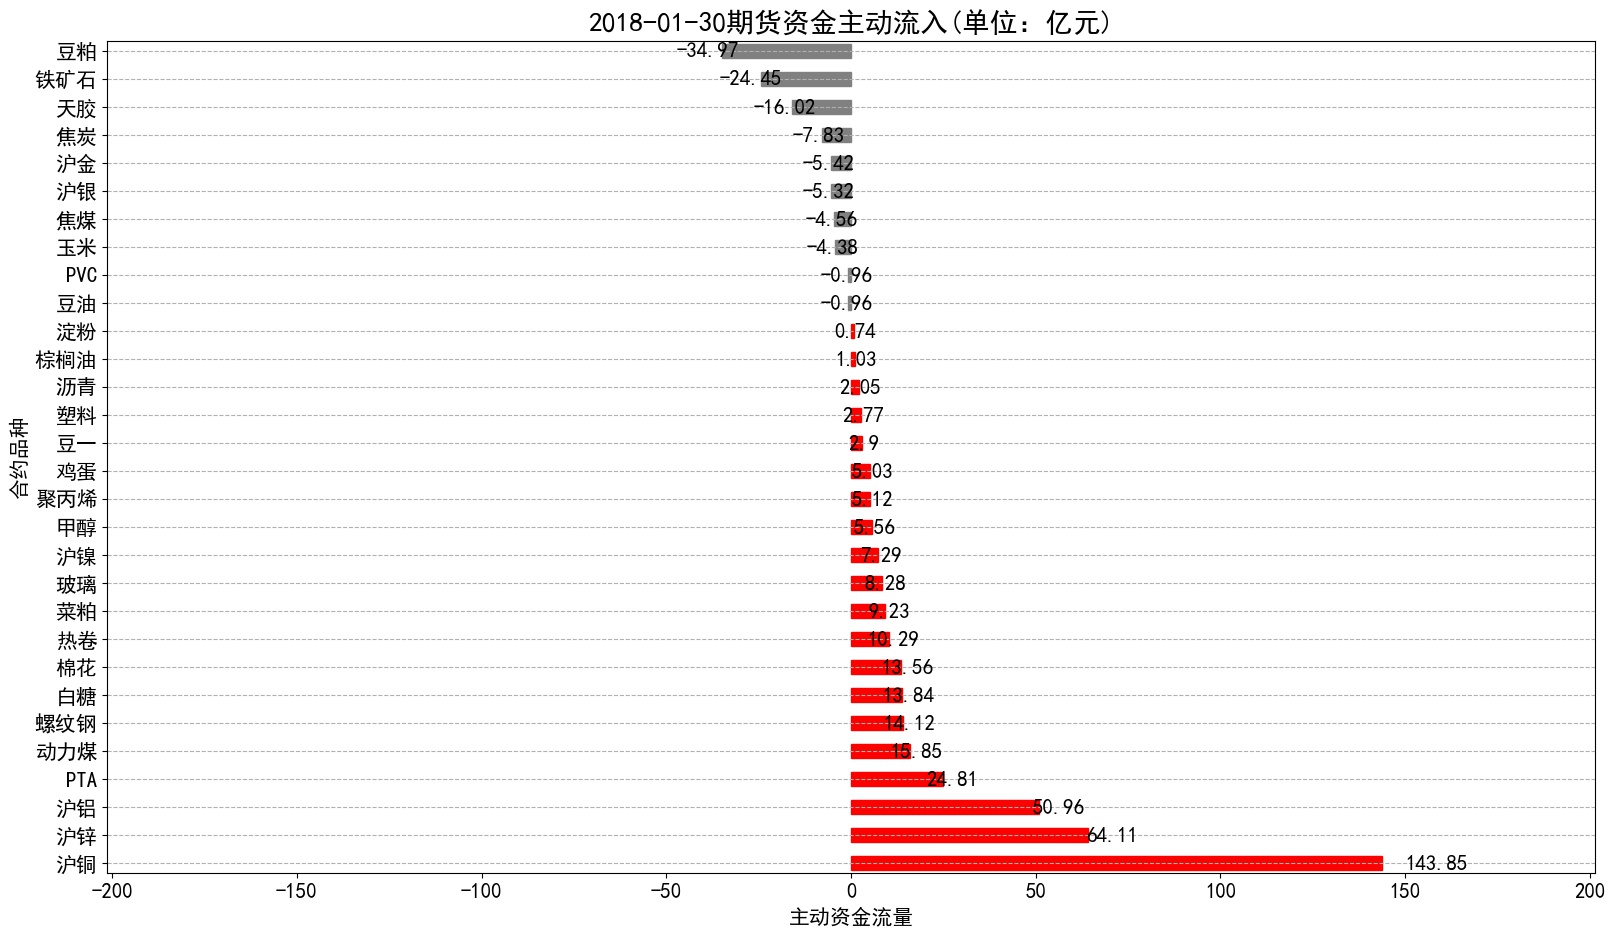 2018-01-30期货资金主动流入(单位：亿元)
合约品种
豆粕 -34.97
铁矿石 -24.45
天胶 -16.02
焦炭 -7.83
沪金 -5.42
沪银 -5.32
焦煤 -4.56
玉米 -4.38
PVC -0.96
豆油 -0.96
淀粉 0.74
棕榈油 1.03
沥青 2.05
塑料 2.77
豆一 2.9
鸡蛋 5.03
聚丙烯 5.12
甲醇 5.56
沪镍 7.29
玻璃 8.28
菜粕 9.23
热卷 10.29
棉花 13.56
白糖 13.84
螺纹钢 14.12
动力煤 15.85
PTA 24.81
沪铝 50.96
沪锌 64.11
沪铜 143.85
-200 -150 -100 -50 0 50 100 150 200
主动资金流量